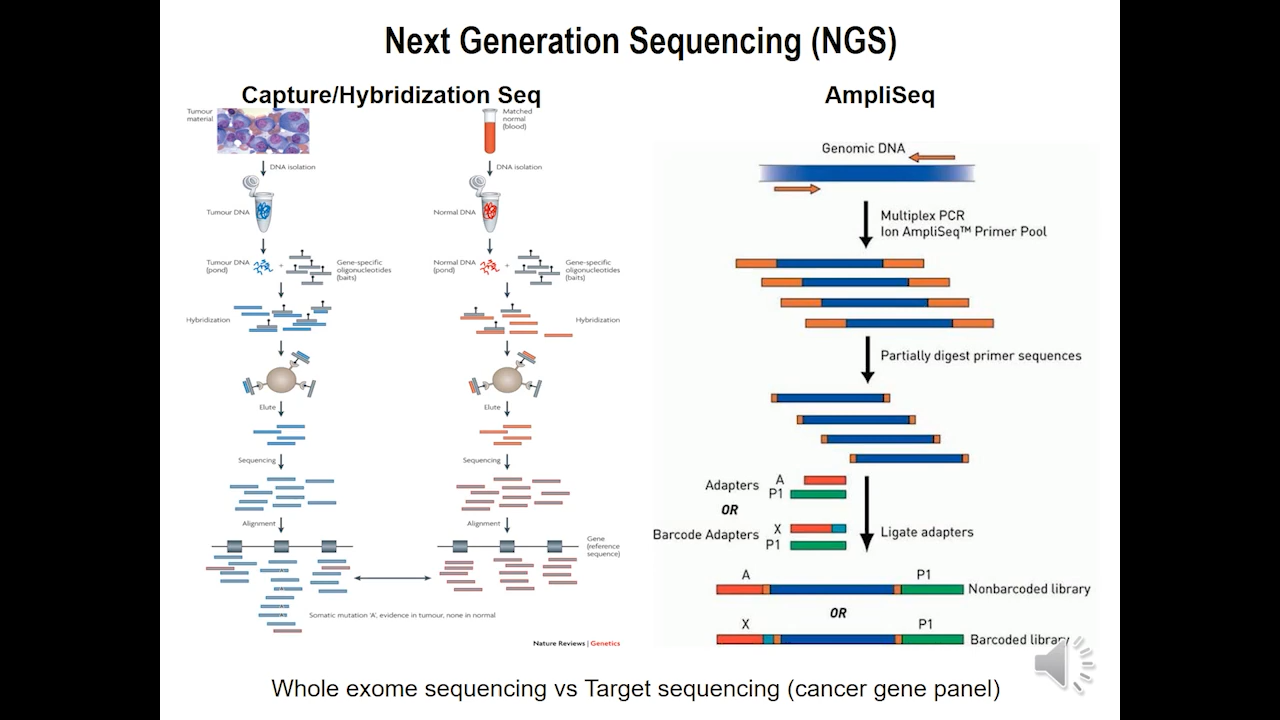 Next Generation Sequencing (NGS)
Capture/Hybridization Seq
Tumour
material
Matched
normal
(blood)
DNA isolation
DNA isolation
Tumour DNA
Normal DNA
Tumour DNA
(pond)
+
Gene-specific
oligonucleotides
(baits)
Normal DNA
(pond)
+
Gene-specific
oligonucleotides
(baits)
Hybridization
Hybridization
Elute
Elute
Sequencing
Sequencing
Alignment
Alignment
Gene
(reference
sequence)
Somatic mutation 'A', evidence in tumour, none in normal
Nature Reviews | Genetics
AmpliSeq
Genomic DNA
Multiplex PCR
Ion AmpliSeq™ Primer Pool
Partially digest primer sequences
Adapters
A
P1
OR
Barcode Adapters
X
P1
Ligate adapters
A
P1
Nonbarcoded library
OR
X
P1
Barcoded library
Whole exome sequencing vs Target sequencing (cancer gene panel)